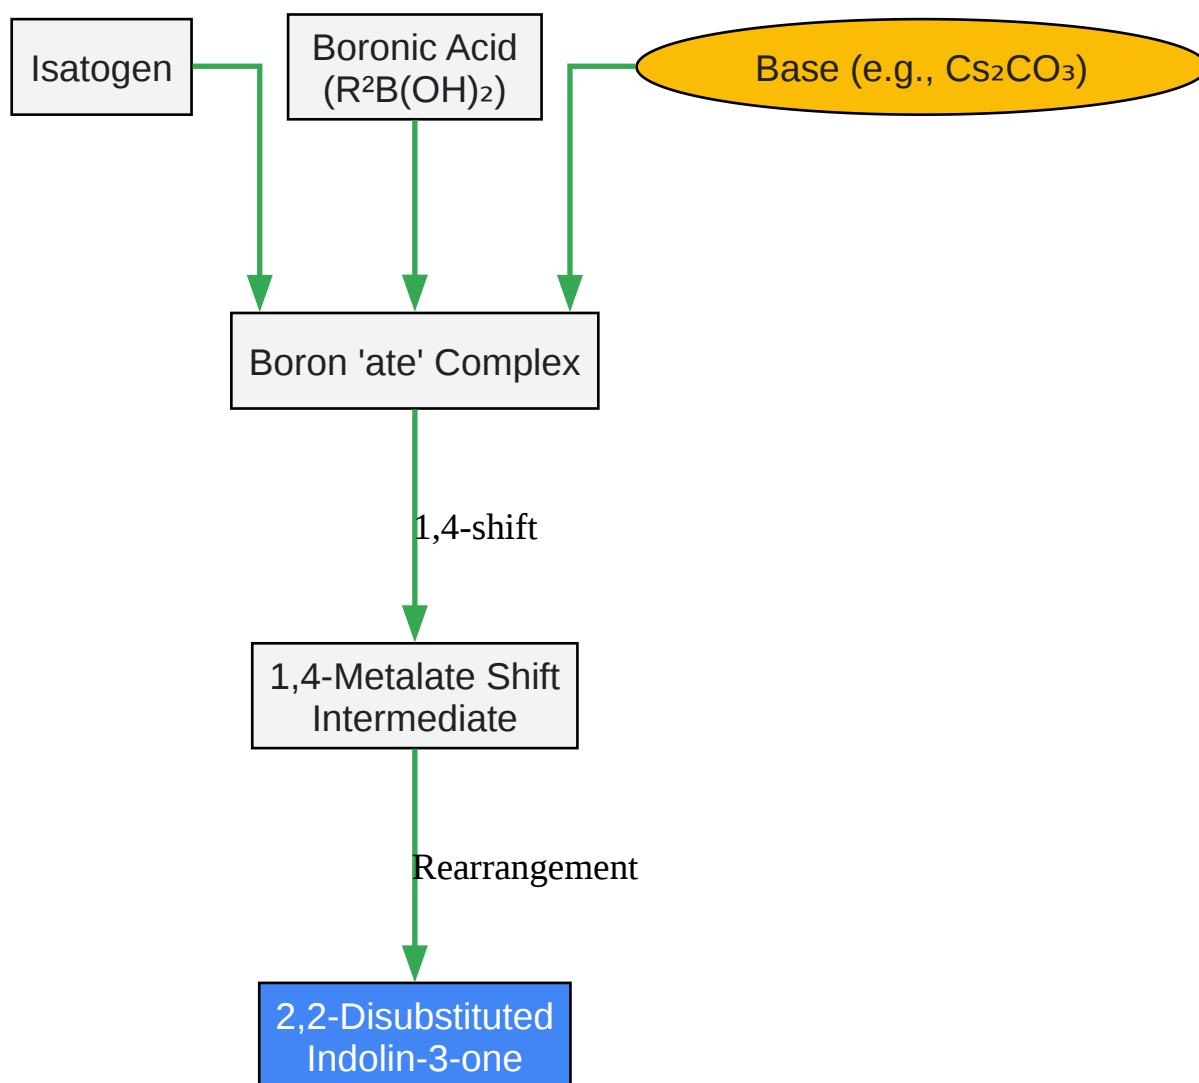 Isatogen
Boronic Acid
(R²B(OH)₂)
Base (e.g., Cs₂CO₃)
Boron 'ate' Complex
1,4-shift
1,4-Metalate Shift
Intermediate
Rearrangement
2,2-Disubstituted
Indolin-3-one